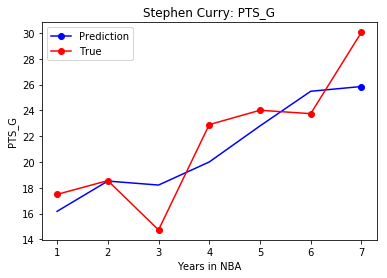 Stephen Curry: PTS_G
Prediction
True
30
28
26
24
22
20
18
16
14
PTS_G
1 2 3 4 5 6 7
Years in NBA